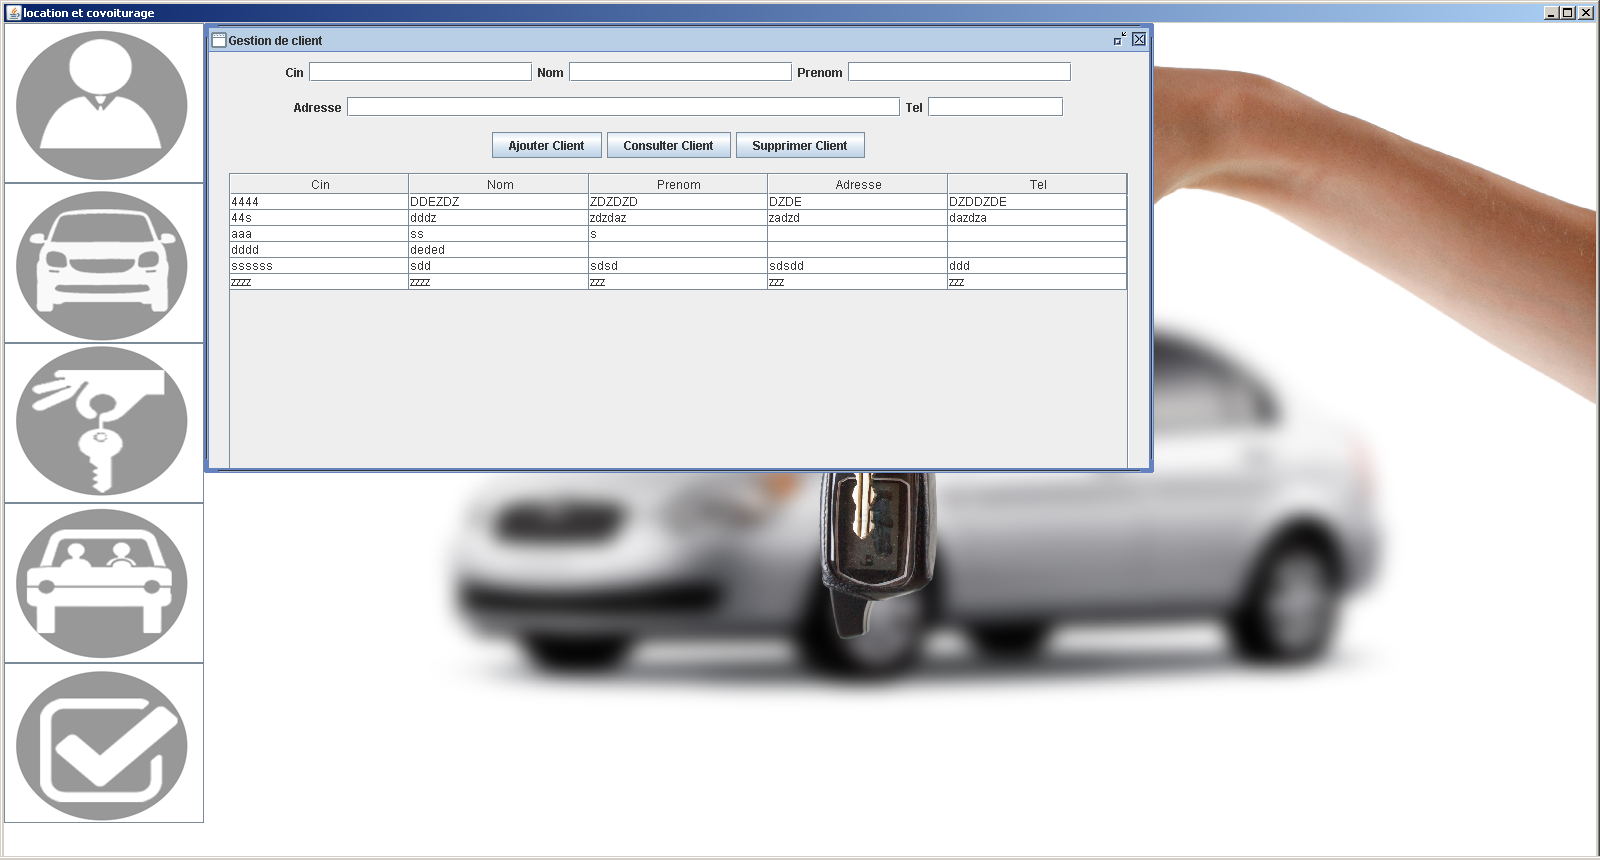 location et covoiturage
Gestion de client
Cin Nom Prenom
Adresse Tel
Ajouter Client Consulter Client Supprimer Client
Cin Nom Prenom Adresse Tel
4444 DDEZDZ ZDZDZD DZDE DZDDZDE
44s dddz zdzdaz zadzd dazdza
aaa ss s
dddd deded
ssssss sdd sdsd sdsdd ddd
zzzz zzzz zzz zzz zzz